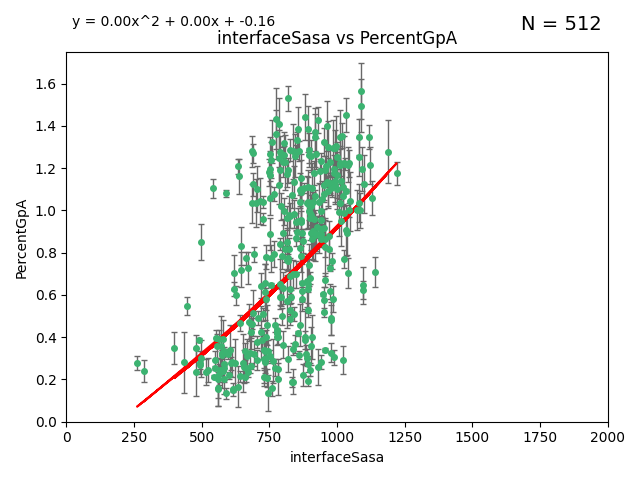 y = 0.00x^2 + 0.00x + -0.16
N = 512
interfaceSasa vs PercentGpA
PercentGpA
1.6
1.4
1.2
1.0
0.8
0.6
0.4
0.2
0.0
0 250 500 750 1000 1250 1500 1750 2000
interfaceSasa